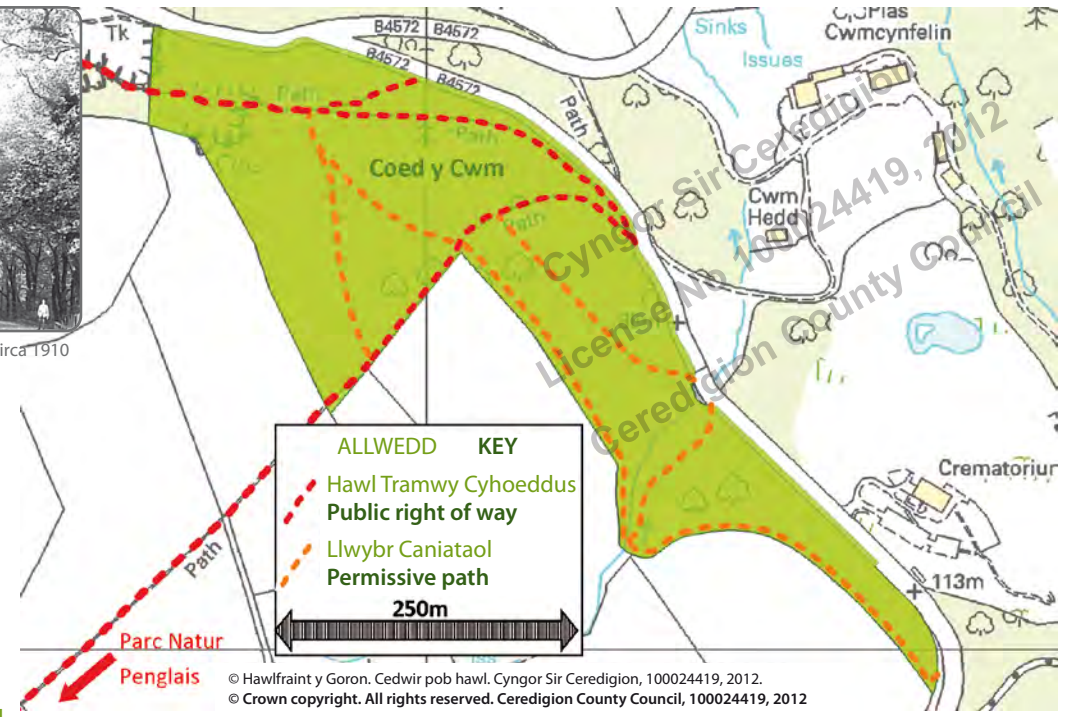 Tk
B4572
B4572
B4572
B4572
Sinks
Issues
Plas
Cwmcynfelin
Path
Path
Path
Coed y Cwm
Path
Cwm
Hedd
Cyngor Sir Ceredigion
License No 100024419, 2012
Ceredigion County Council
irca 1910
Crematoriur
113m
ALLWEDD KEY
Hawl Tramwy Cyhoeddus
Public right of way
Llwybr Caniataol
Permissive path
250m
Path
Parc Natur
Penglais
Iss
© Hawlfraint y Goron. Cedwir pob hawl. Cyngor Sir Ceredigion, 100024419, 2012.
© Crown copyright. All rights reserved. Ceredigion County Council, 100024419, 2012